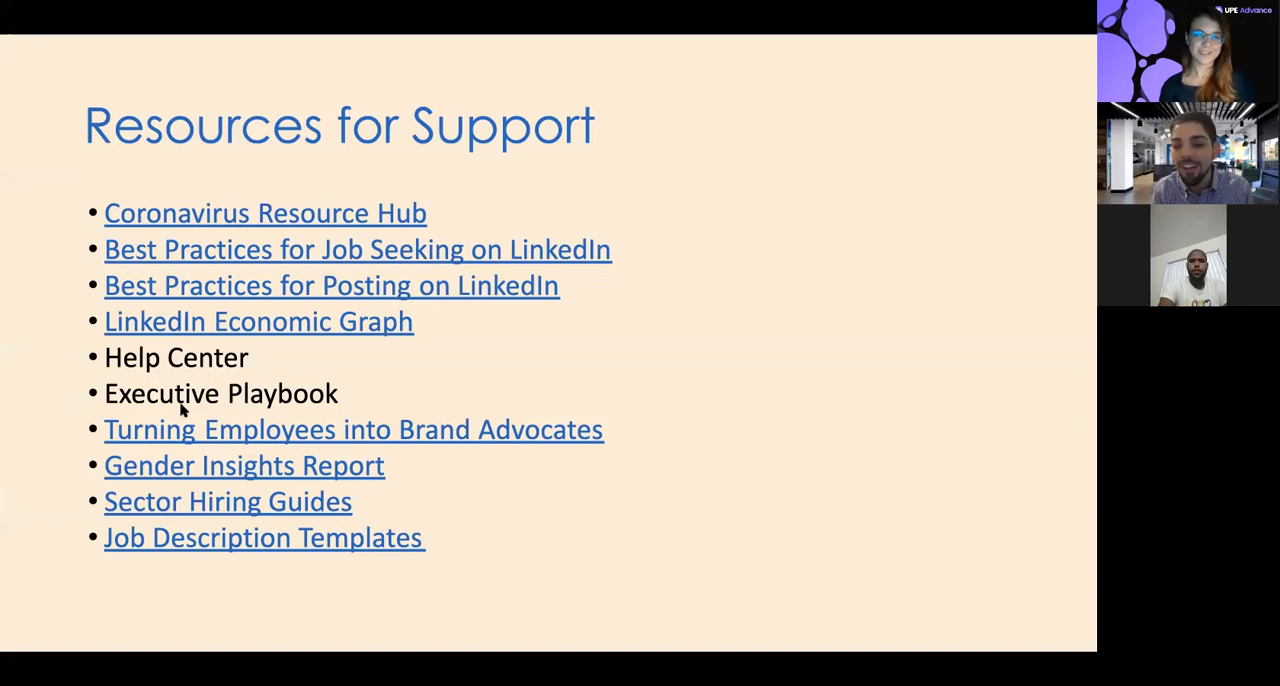 Resources for Support
• Coronavirus Resource Hub
• Best Practices for Job Seeking on LinkedIn
• Best Practices for Posting on LinkedIn
• LinkedIn Economic Graph
• Help Center
• Executive Playbook
• Turning Employees into Brand Advocates
• Gender Insights Report
• Sector Hiring Guides
• Job Description Templates
UPE Advance